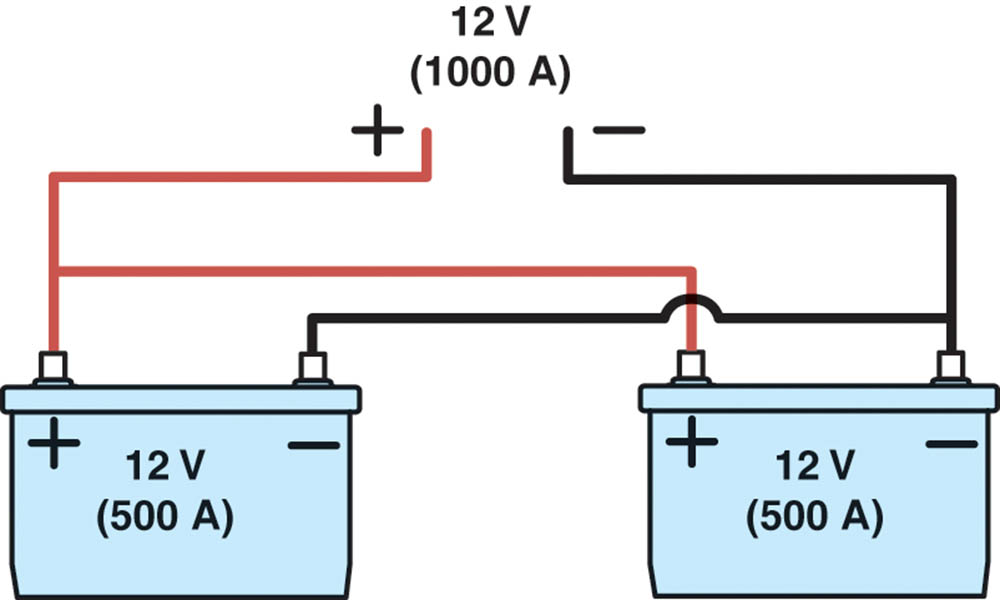 12 V
(1000 A)
+ −
+ − + −
12 V 12 V
(500 A) (500 A)